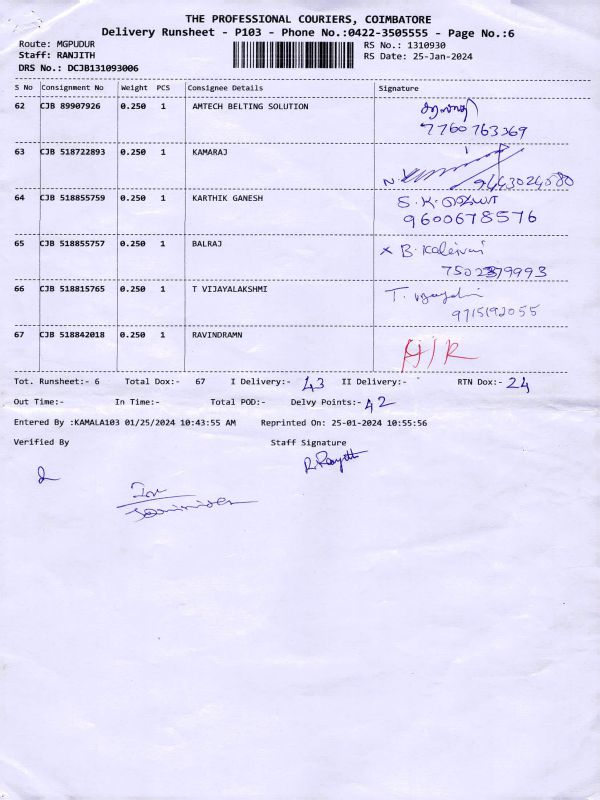 THE PROFESSIONAL COURIERS, COIMBATORE
Delivery Runsheet - P103 - Phone No.:0422-3505555 - Page No.:6
Route: MGPUDUR
RS No.: 1310930
Staff: RANJITH
RS Date: 25-Jan-2024
DRS No.: DCJB131093006
S No Consignment No Weight PCS Consignee Details Signature
62 CJB 89907926 0.250 1 AMTECH BELTING SOLUTION
7760763269
63 CJB 518722893 0.250 1 KAMARAJ
9443024580
64 CJB 518855759 0.250 1 KARTHIK GANESH S.K.
9600678576
65 CJB 518855757 0.250 1 BALRAJ x B. Kaleivani
7502379993
66 CJB 518815765 0.250 1 T VIJAYALAKSHMI T.
9715192055
67 CJB 518842018 0.250 1 RAVINDRAMN
Tot. Runsheet:- 6 Total Dox:- 67 I Delivery:- 43 II Delivery:- RTN Dox:- 24
Out Time:- In Time:- Total POD:- Delvy Points:- 42
Entered By :KAMALA103 01/25/2024 10:43:55 AM Reprinted On: 25-01-2024 10:55:56
Verified By Staff Signature